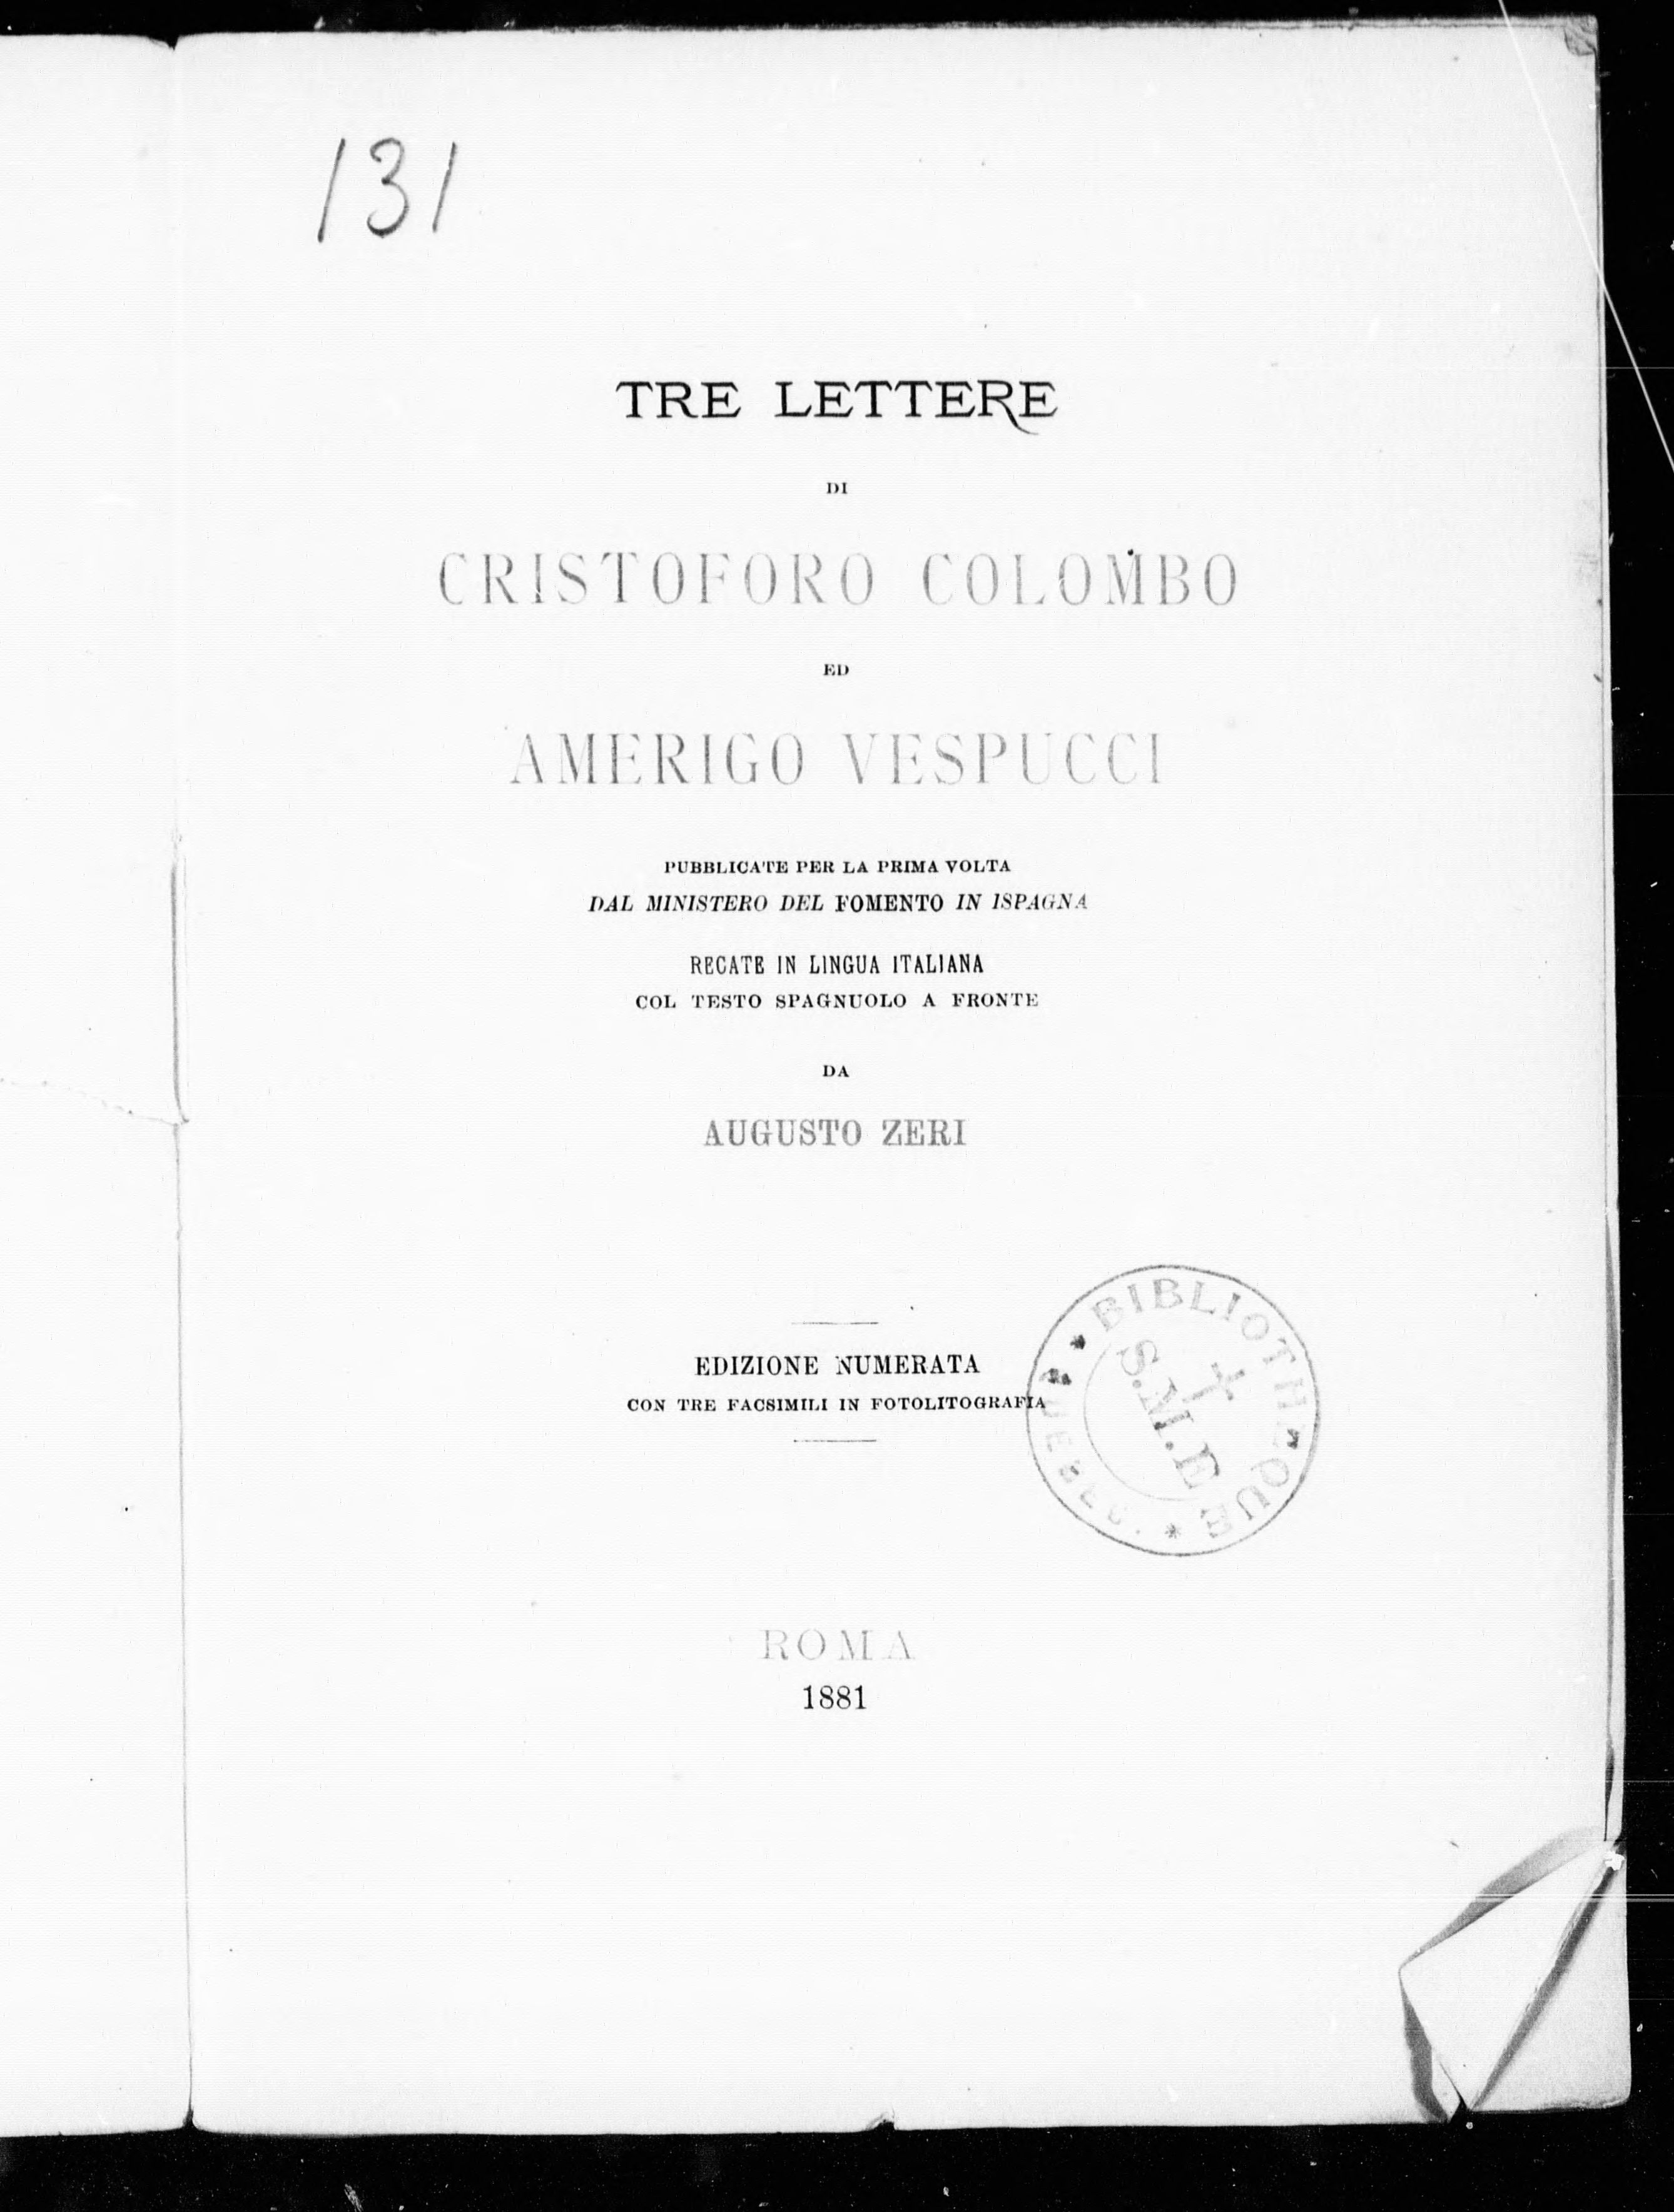 131
TRE LETTERE
DI
CRISTOFORO COLOMBO
ED
AMERIGO VESPUCCI
PUBBLICATE PER LA PRIMA VOLTA
DAL MINISTERO DEL FOMENTO IN ISPAGNA
RECATE IN LINGUA ITALIANA
COL TESTO SPAGNUOLO A FRONTE
DA
AUGUSTO ZERI
EDIZIONE NUMERATA
CON TRE FACSIMILI IN FOTOLITOGRAFIA
* BIBLIOTHEQUE *
S.M.E
ROMA
1881